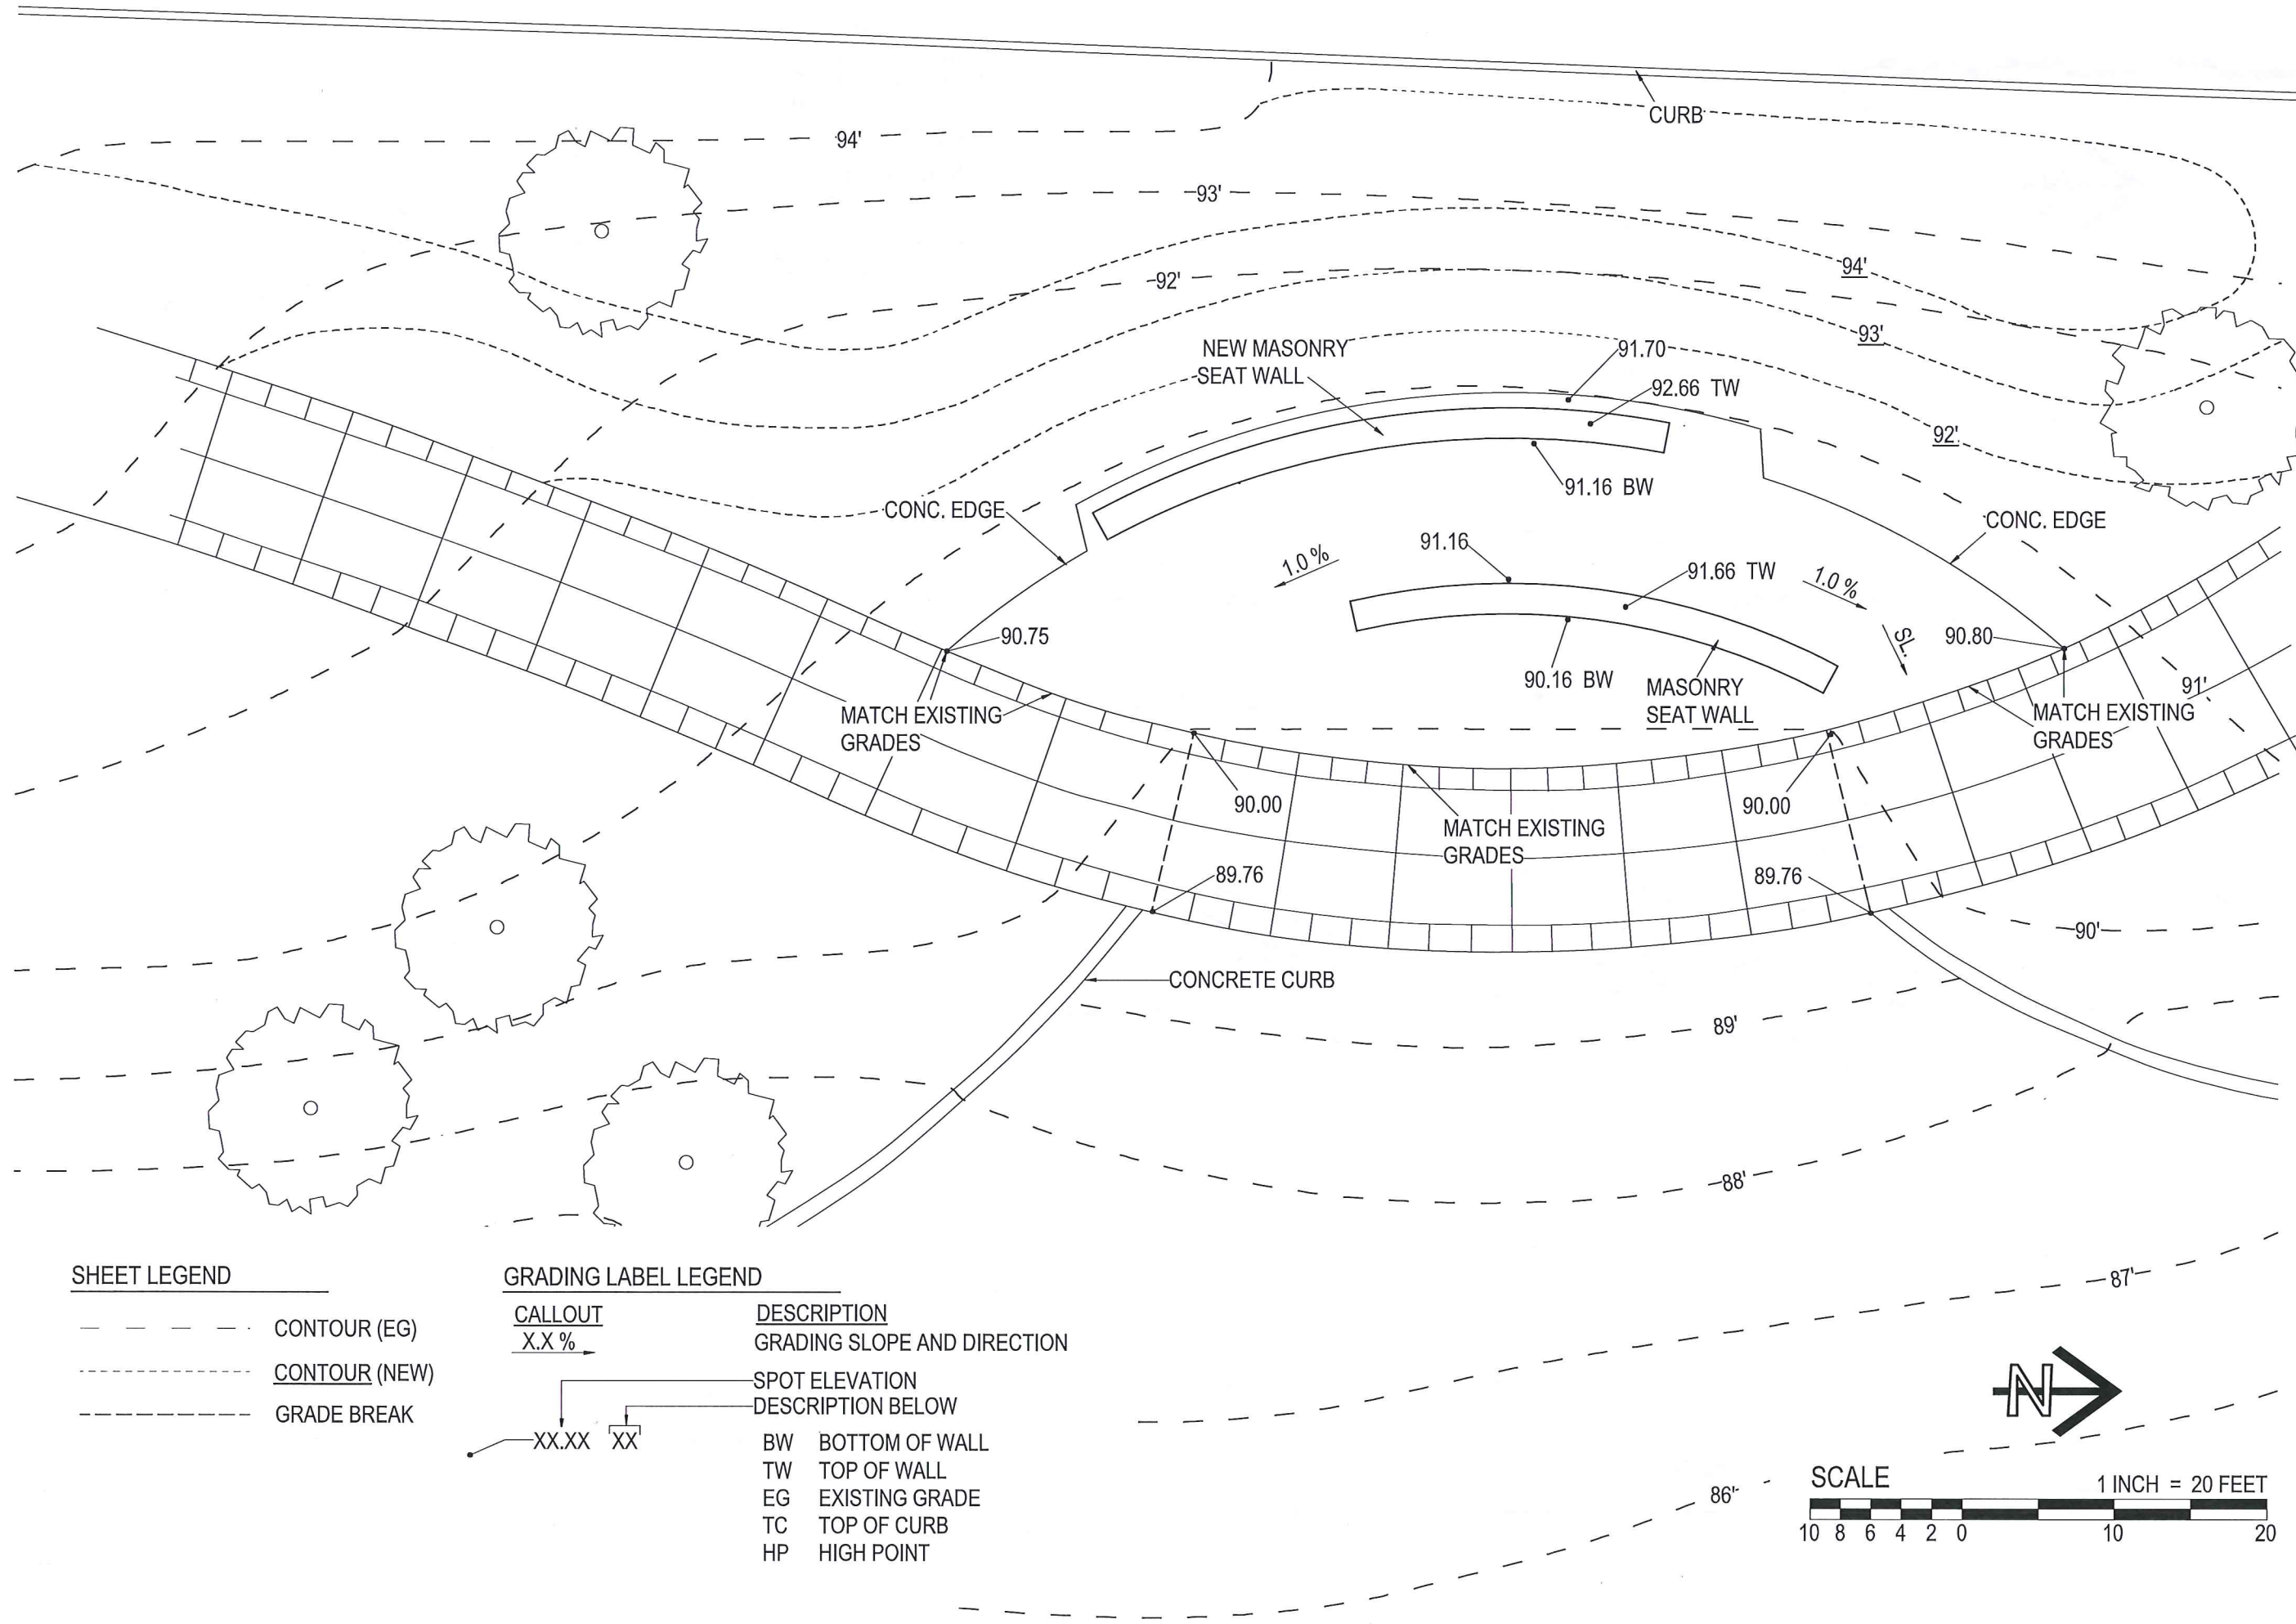 CURB
94'
93'
92'
94'
93'
92'
NEW MASONRY
SEAT WALL
91.70
92.66 TW
91.16 BW
CONC. EDGE
CONC. EDGE
91.16
1.0 %
91.66 TW
1.0 %
SL.
90.75
90.80
90.16 BW
MASONRY
SEAT WALL
91'
MATCH EXISTING
GRADES
MATCH EXISTING
GRADES
90.00
90.00
MATCH EXISTING
GRADES
89.76
89.76
90'
CONCRETE CURB
89'
88'
87'
86'
SHEET LEGEND
CONTOUR (EG)
CONTOUR (NEW)
GRADE BREAK
GRADING LABEL LEGEND
CALLOUT
DESCRIPTION
X.X %
GRADING SLOPE AND DIRECTION
SPOT ELEVATION
DESCRIPTION BELOW
XX.XX XX
BW BOTTOM OF WALL
TW TOP OF WALL
EG EXISTING GRADE
TC TOP OF CURB
HP HIGH POINT
N
SCALE
1 INCH = 20 FEET
10 8 6 4 2 0 10 20